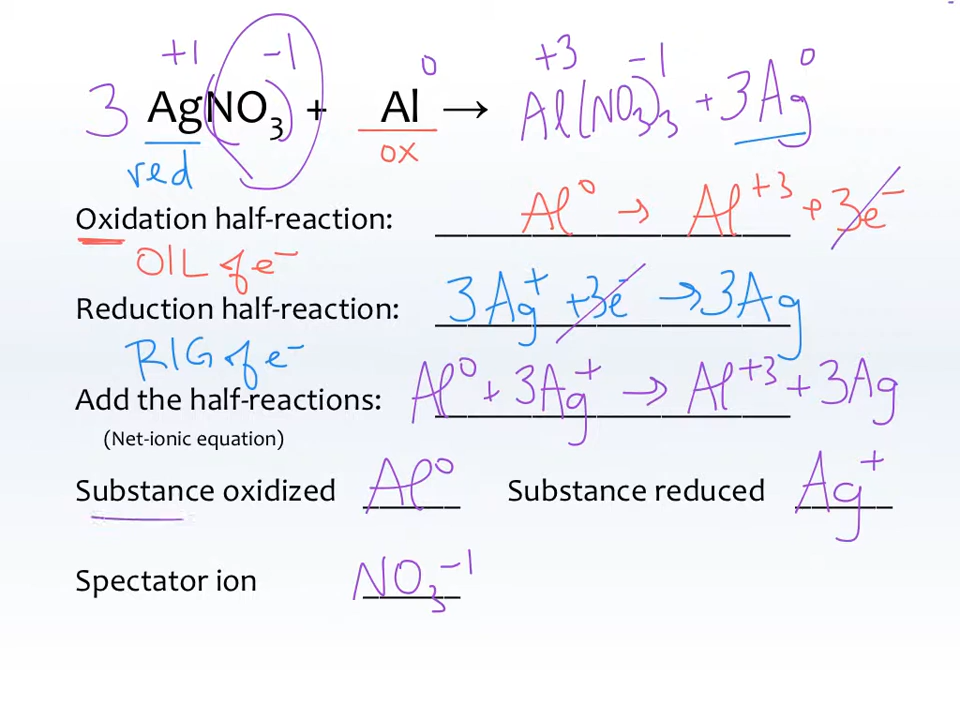 +1 -1 0 +3 -1 0
3 AgNO₃ + Al → Al(NO₃)₃ + 3Ag
red ox
Oxidation half-reaction: Al⁰ → Al⁺³ + 3e⁻
OIL of e⁻
Reduction half-reaction: 3Ag⁺ + 3e⁻ → 3Ag
RIG of e⁻
Add the half-reactions: Al⁰ + 3Ag⁺ → Al⁺³ + 3Ag
(Net-ionic equation)
Substance oxidized Al⁰ Substance reduced Ag⁺
Spectator ion NO₃⁻¹